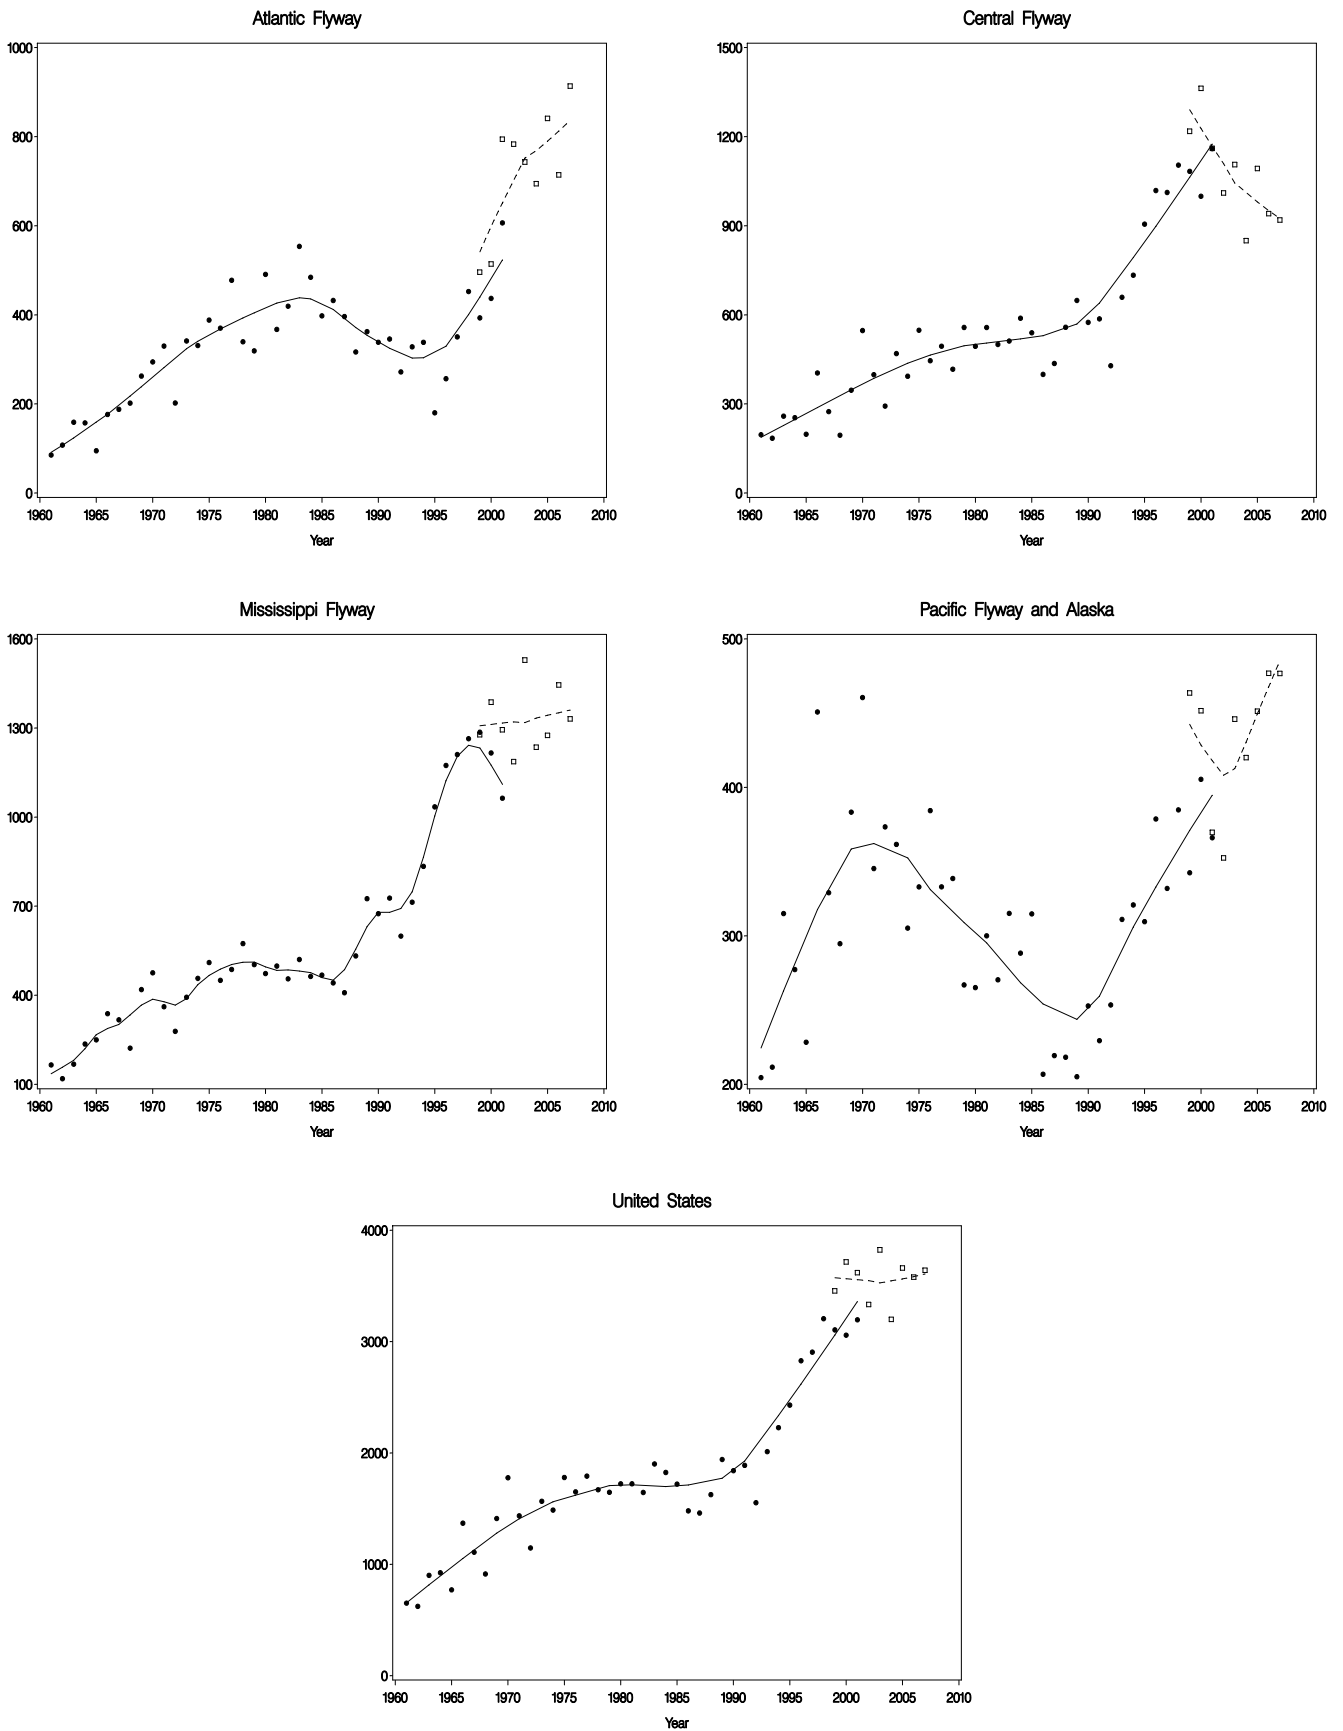 Atlantic Flyway
1000
800
600
400
200
0
1960 1965 1970 1975 1980 1985 1990 1995 2000 2005 2010
Year
Central Flyway
1500
1200
900
600
300
0
1960 1965 1970 1975 1980 1985 1990 1995 2000 2005 2010
Year
Mississippi Flyway
1600
1300
1000
700
400
100
1960 1965 1970 1975 1980 1985 1990 1995 2000 2005 2010
Year
Pacific Flyway and Alaska
500
400
300
200
1960 1965 1970 1975 1980 1985 1990 1995 2000 2005 2010
Year
United States
4000
3000
2000
1000
0
1960 1965 1970 1975 1980 1985 1990 1995 2000 2005 2010
Year